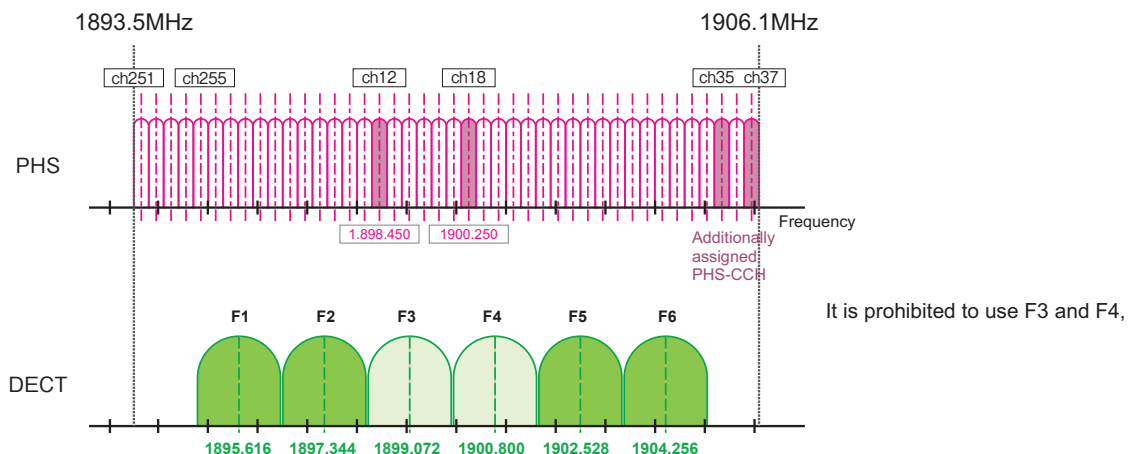 1893.5MHz
1906.1MHz
ch251
ch255
ch12
ch18
ch35
ch37
PHS
Frequency
1.898.450
1900.250
Additionally
assigned
PHS-CCH
F1
F2
F3
F4
F5
F6
It is prohibited to use F3 and F4,
DECT
1895.616
1897.344
1899.072
1900.800
1902.528
1904.256